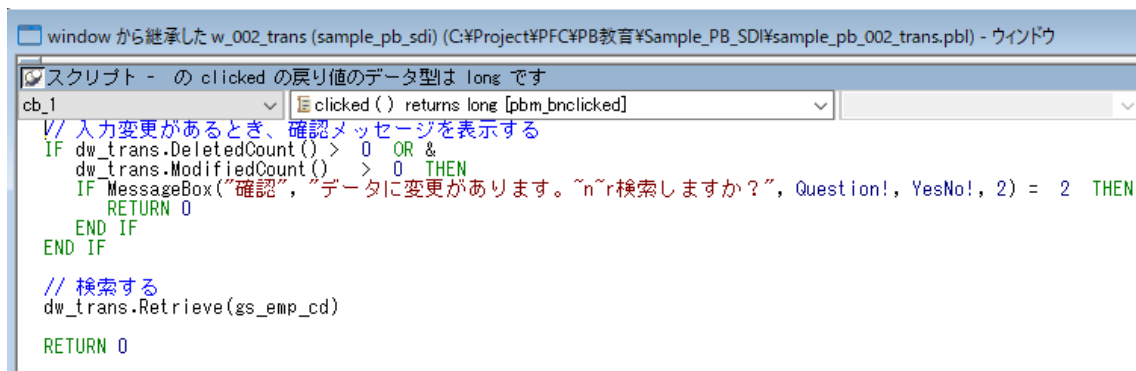 window から継承した w_002_trans (sample_pb_sdi) (C:¥Project¥PFC¥PB教育¥Sample_PB_SDI¥sample_pb_002_trans.pbl) - ウィンドウ
スクリプト - の clicked の戻り値のデータ型は long です
cb_1 clicked ( ) returns long [pbm_bnclicked]
// 入力変更があるとき、確認メッセージを表示する
IF dw_trans.DeletedCount() > 0 OR &
dw_trans.ModifiedCount() > 0 THEN
IF MessageBox("確認", "データに変更があります。~n~r検索しますか？", Question!, YesNo!, 2) = 2 THEN
RETURN 0
END IF
END IF
// 検索する
dw_trans.Retrieve(gs_emp_cd)
RETURN 0